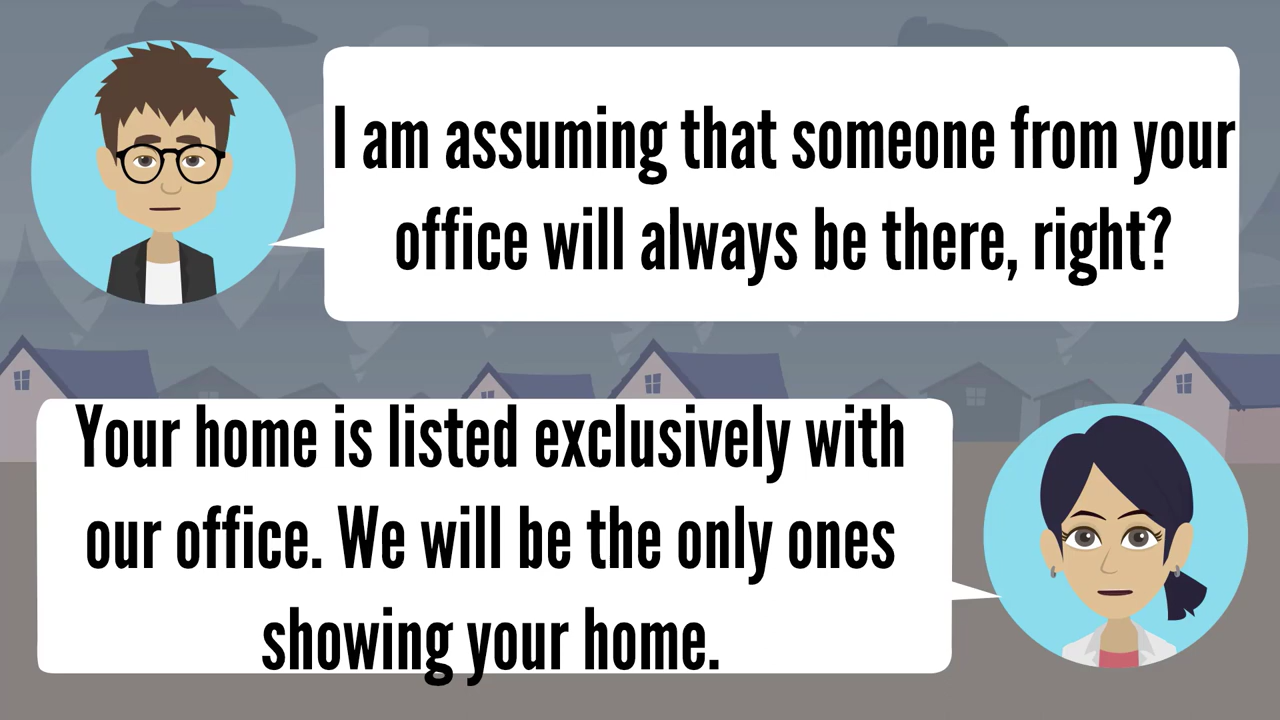 I am assuming that someone from your
office will always be there, right?
Your home is listed exclusively with
our office. We will be the only ones
showing your home.